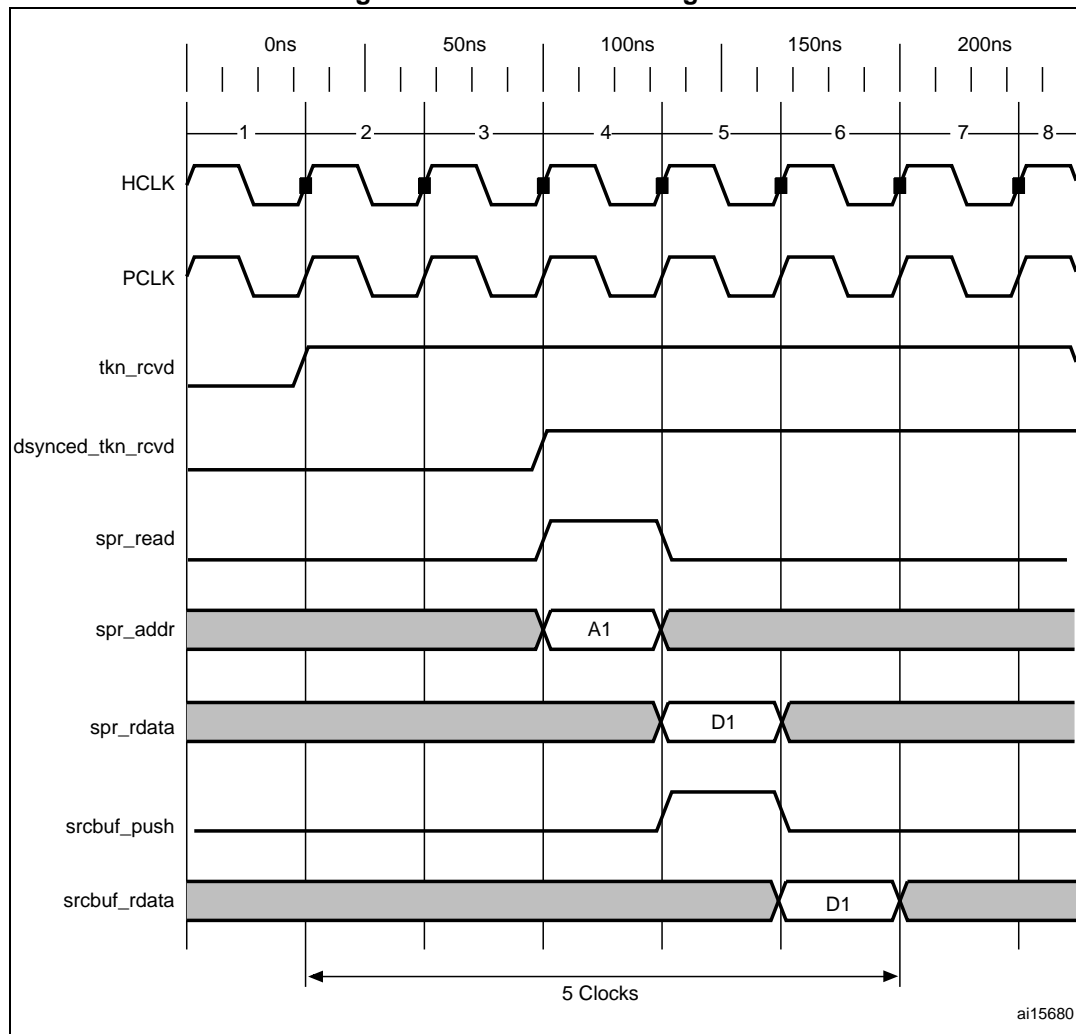 0ns 50ns 100ns 150ns 200ns
1 2 3 4 5 6 7 8
HCLK
PCLK
tkn_rcvd
dsynced_tkn_rcvd
spr_read
spr_addr A1
spr_rdata D1
srcbuf_push
srcbuf_rdata D1
5 Clocks
ai15680